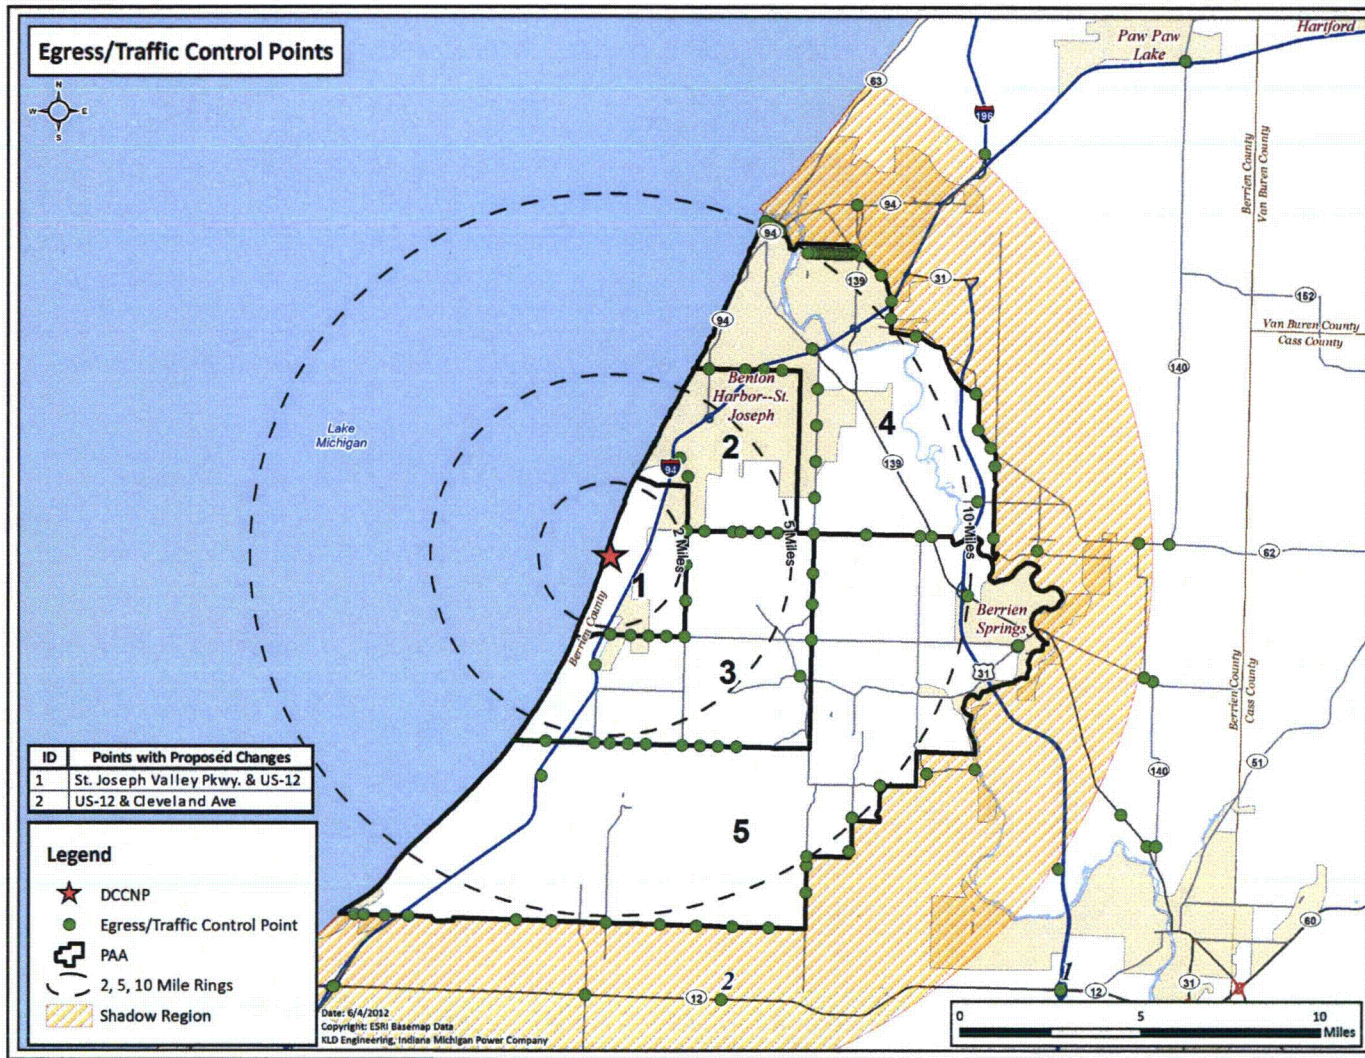 Egress/Traffic Control Points
N
W
E
S
Hartford
Paw Paw
Lake
63
196
Berrien County
Van Buren County
94
94
139
31
152
94
Van Buren County
Cass County
140
Benton
Harbor--St.
Joseph
4
Lake
Michigan
2
94
139
10 Miles
5 Miles
2 Miles
62
1
Berrien County
Berrien
Springs
3
31
Berrien County
Cass County
51
140
5
ID Points with Proposed Changes
1 St. Joseph Valley Pkwy. & US-12
2 US-12 & Cleveland Ave
60
Legend
DCCNP
Egress/Traffic Control Point
PAA
2, 5, 10 Mile Rings
Shadow Region
2
1
12
12
31
Date: 6/4/2012
Copyright: ESRI Basemap Data
KLD Engineering, Indiana Michigan Power Company
0 5 10
Miles